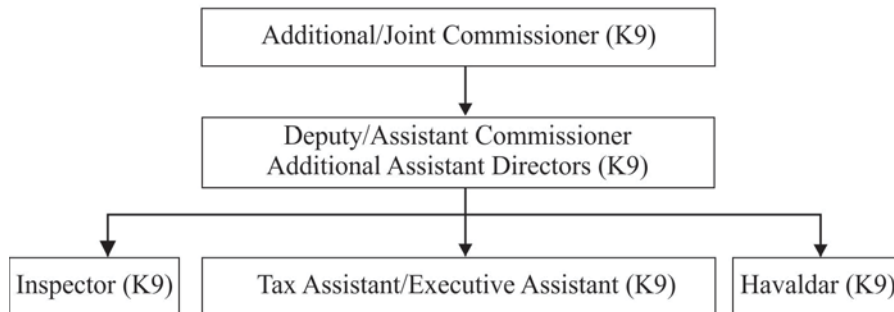 Additional/Joint Commissioner (K9)
Deputy/Assistant Commissioner
Additional Assistant Directors (K9)
Inspector (K9)
Tax Assistant/Executive Assistant (K9)
Havaldar (K9)